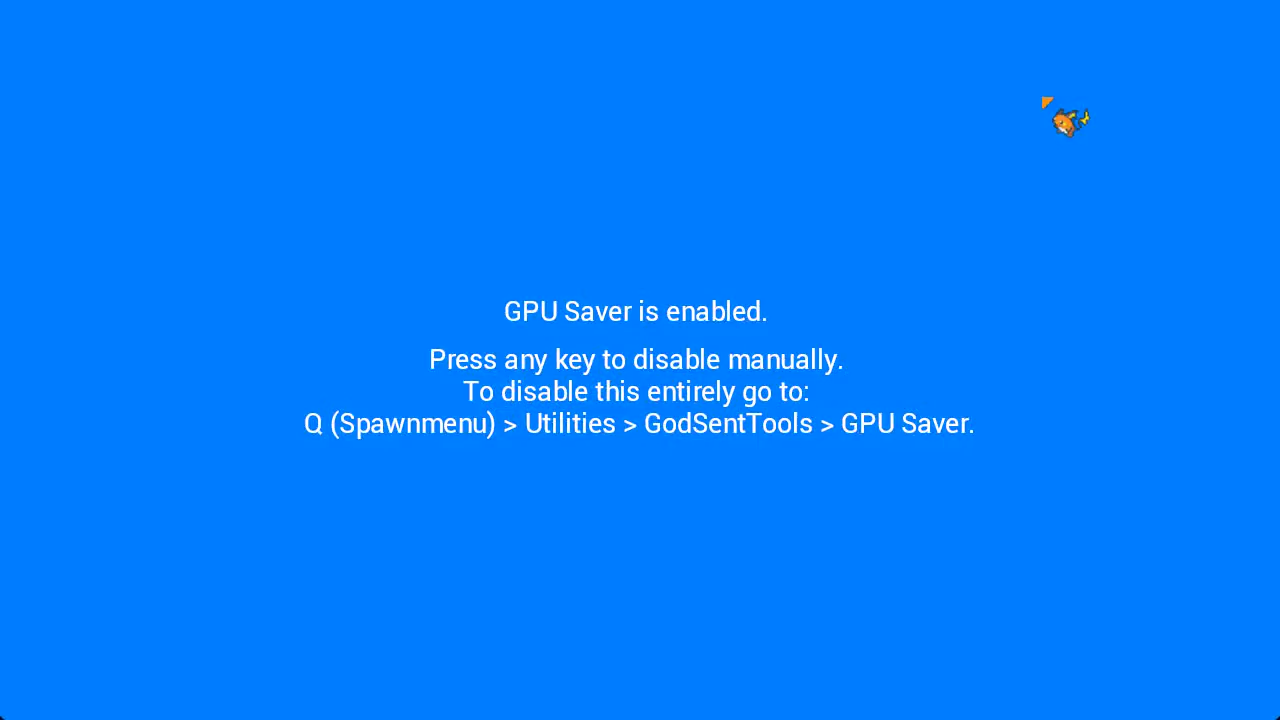 GPU Saver is enabled.
Press any key to disable manually.
To disable this entirely go to:
Q (Spawnmenu) > Utilities > GodSentTools > GPU Saver.